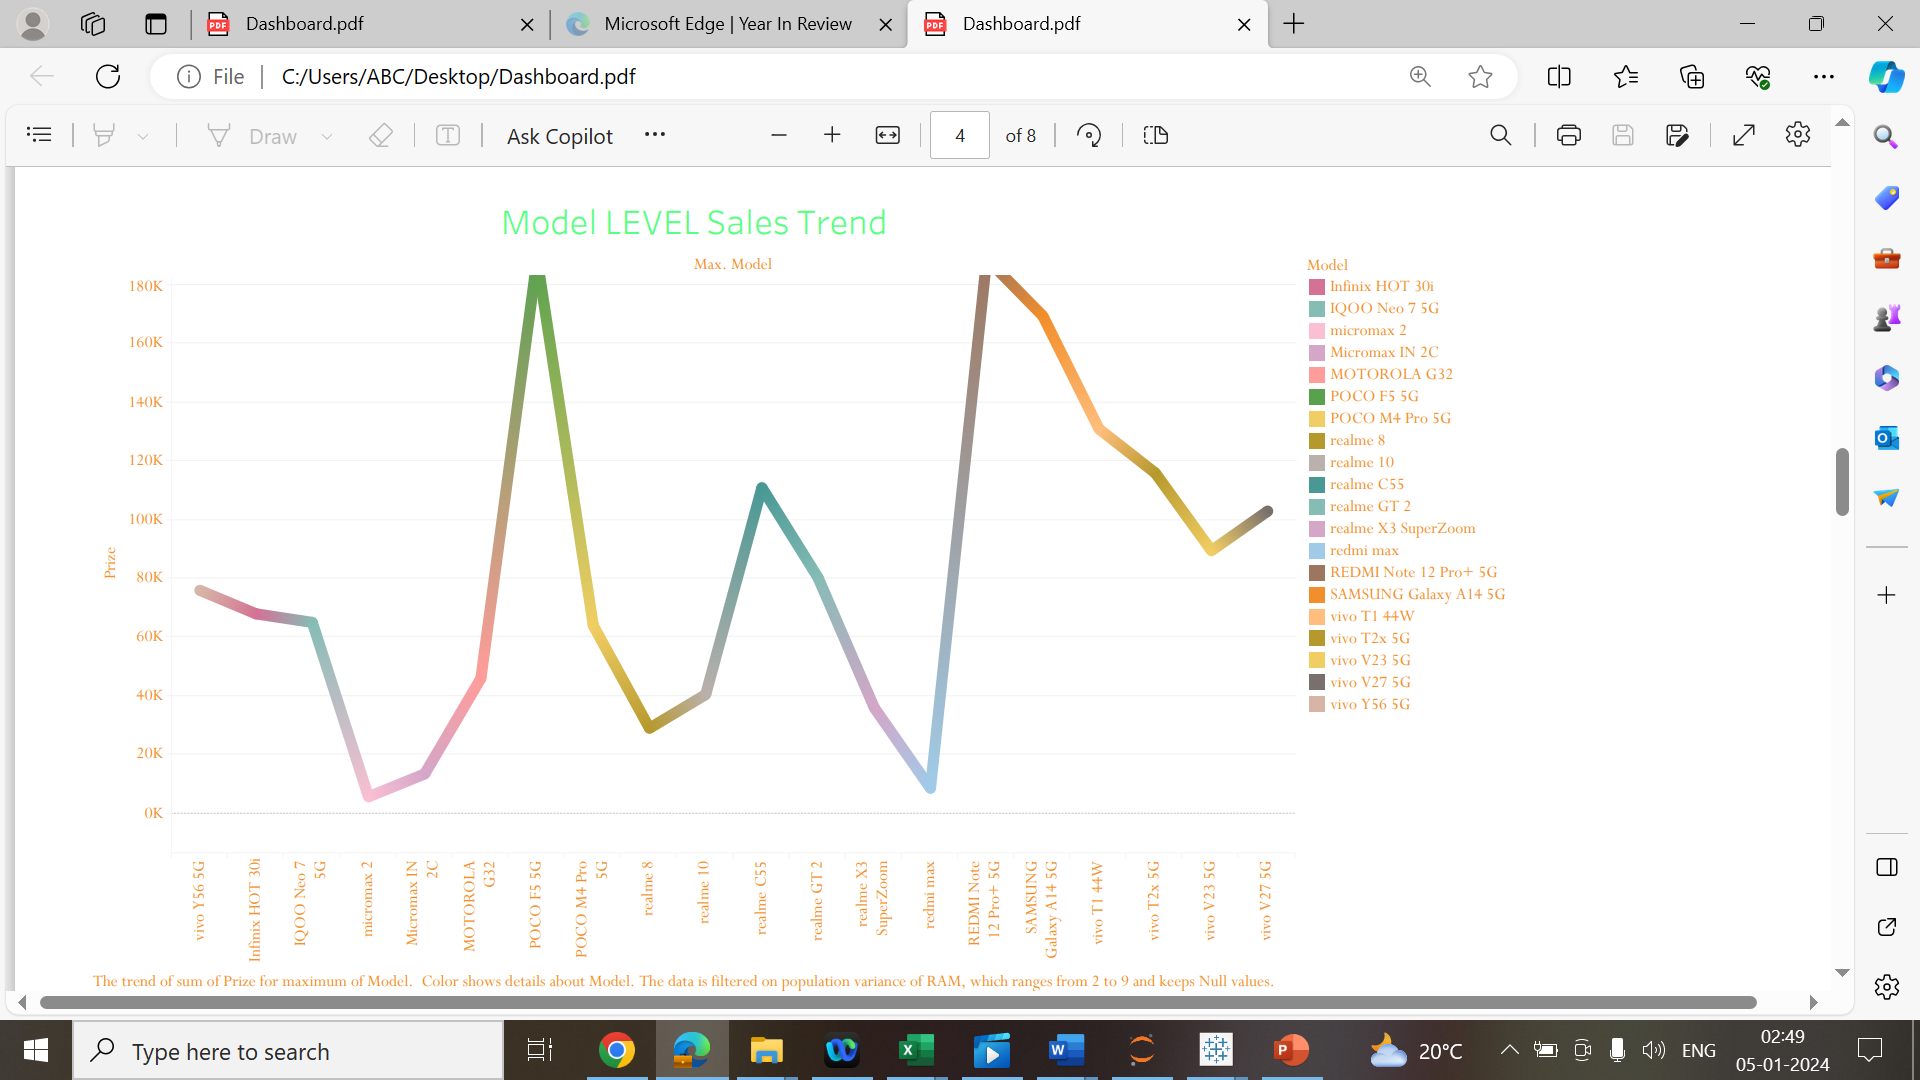 Dashboard.pdf
Microsoft Edge | Year In Review
Dashboard.pdf
File
C:/Users/ABC/Desktop/Dashboard.pdf
Draw
Ask Copilot
4
of 8
Model LEVEL Sales Trend
Max. Model
180K
160K
140K
120K
100K
80K
60K
40K
20K
0K
Prize
vivo Y56 5G
Infinix HOT 30i
IQOO Neo 7
5G
micromax 2
Micromax IN
2C
MOTOROLA
G32
POCO F5 5G
POCO M4 Pro
5G
realme 8
realme 10
realme C55
realme GT 2
realme X3
SuperZoom
redmi max
REDMI Note
12 Pro+ 5G
SAMSUNG
Galaxy A14 5G
vivo T1 44W
vivo T2x 5G
vivo V23 5G
vivo V27 5G
Model
Infinix HOT 30i
IQOO Neo 7 5G
micromax 2
Micromax IN 2C
MOTOROLA G32
POCO F5 5G
POCO M4 Pro 5G
realme 8
realme 10
realme C55
realme GT 2
realme X3 SuperZoom
redmi max
REDMI Note 12 Pro+ 5G
SAMSUNG Galaxy A14 5G
vivo T1 44W
vivo T2x 5G
vivo V23 5G
vivo V27 5G
vivo Y56 5G
The trend of sum of Prize for maximum of Model. Color shows details about Model. The data is filtered on population variance of RAM, which ranges from 2 to 9 and keeps Null values.
Type here to search
20°C
ENG
02:49
05-01-2024